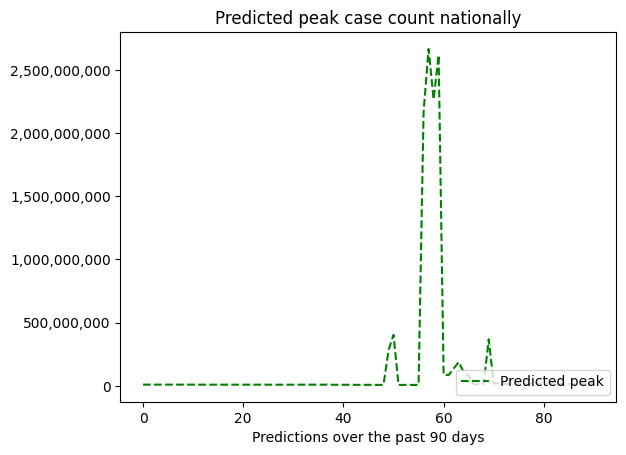 Predicted peak case count nationally
2,500,000,000
2,000,000,000
1,500,000,000
1,000,000,000
500,000,000
0
Predicted peak
0 20 40 60 80
Predictions over the past 90 days